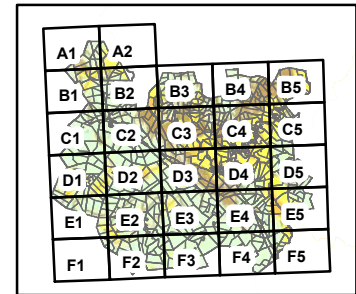 A1 A2
B1 B2 B3 B4 B5
C1 C2 C3 C4 C5
D1 D2 D3 D4 D5
E1 E2 E3 E4 E5
F1 F2 F3 F4 F5